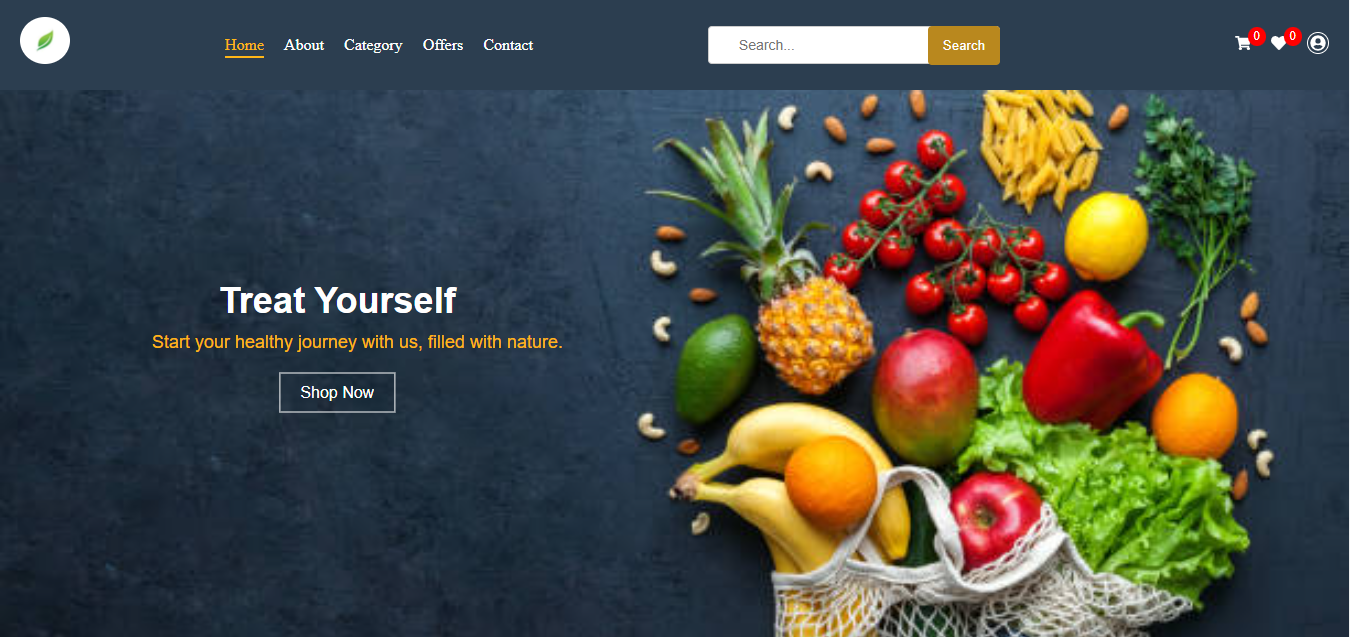 Home About Category Offers Contact Search... Search 0 0
Treat Yourself
Start your healthy journey with us, filled with nature.
Shop Now